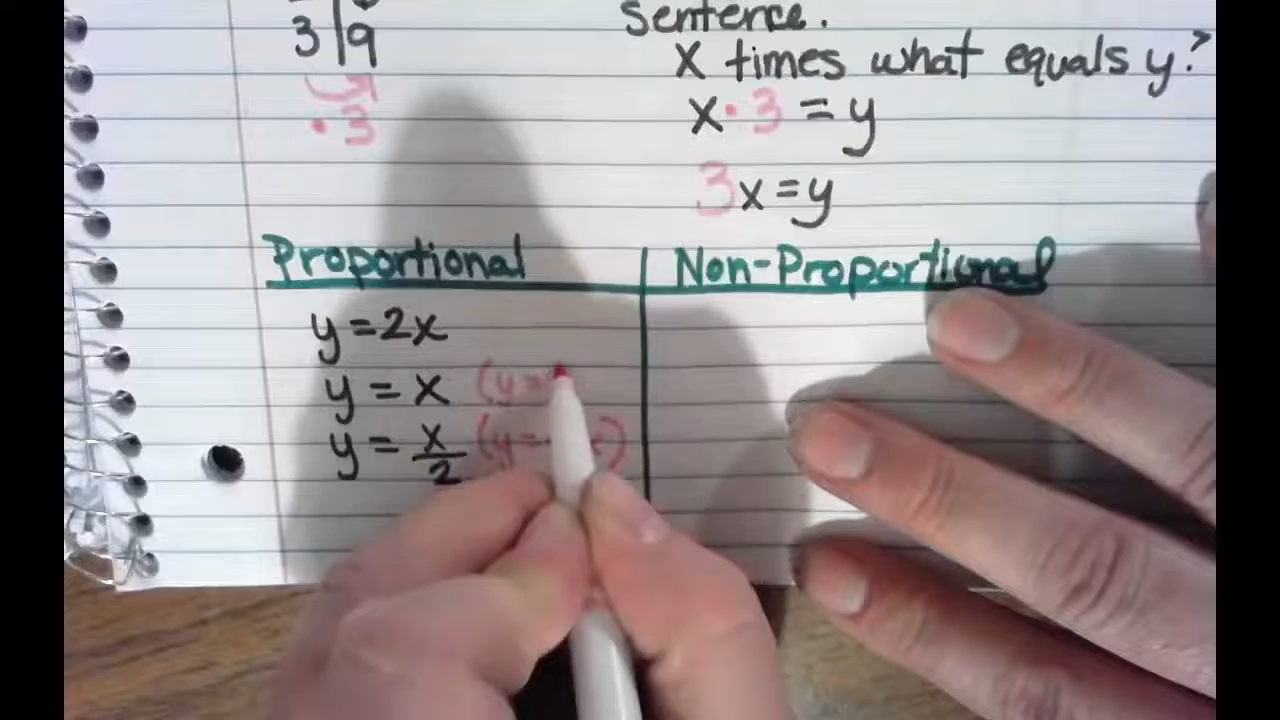 3 | 9
· 3
sentence.
X times what equals y?
x · 3 = y
3x = y
Proportional
y = 2x
y = x (y =
y = x/2 (y =
Non-Proportional